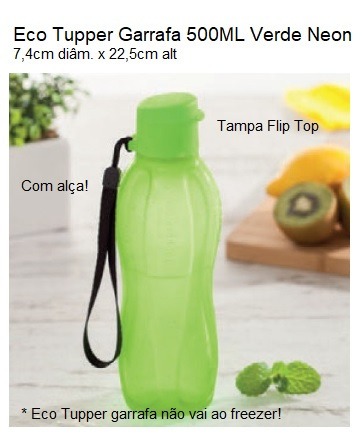 Eco Tupper Garrafa 500ML Verde Neon
7,4cm diâm. x 22,5cm alt
Tampa Flip Top
Com alça!
* Eco Tupper garrafa não vai ao freezer!